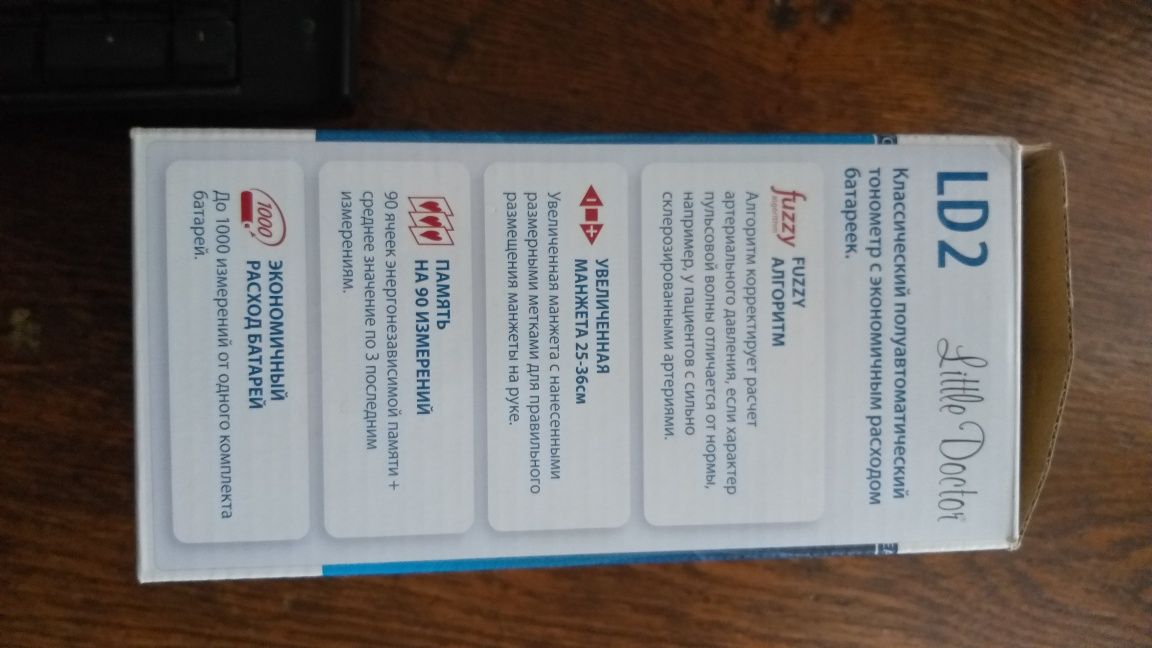 LD2
Little Doctor
Классический полуавтоматический
тонометр с экономичным расходом
батареек.
fuzzy
algorithm
FUZZY
АЛГОРИТМ
Алгоритм корректирует расчет
артериального давления, если характер
пульсовой волны отличается от нормы,
например, у пациентов с сильно
склерозированными артериями.
УВЕЛИЧЕННАЯ
МАНЖЕТА 25-36см
Увеличенная манжета с нанесенными
размерными метками для правильного
размещения манжеты на руке.
ПАМЯТЬ
НА 90 ИЗМЕРЕНИЙ
90 ячеек энергонезависимой памяти +
среднее значение по 3 последним
измерениям.
1000
ЭКОНОМИЧНЫЙ
РАСХОД БАТАРЕЙ
До 1000 измерений от одного комплекта
батарей.